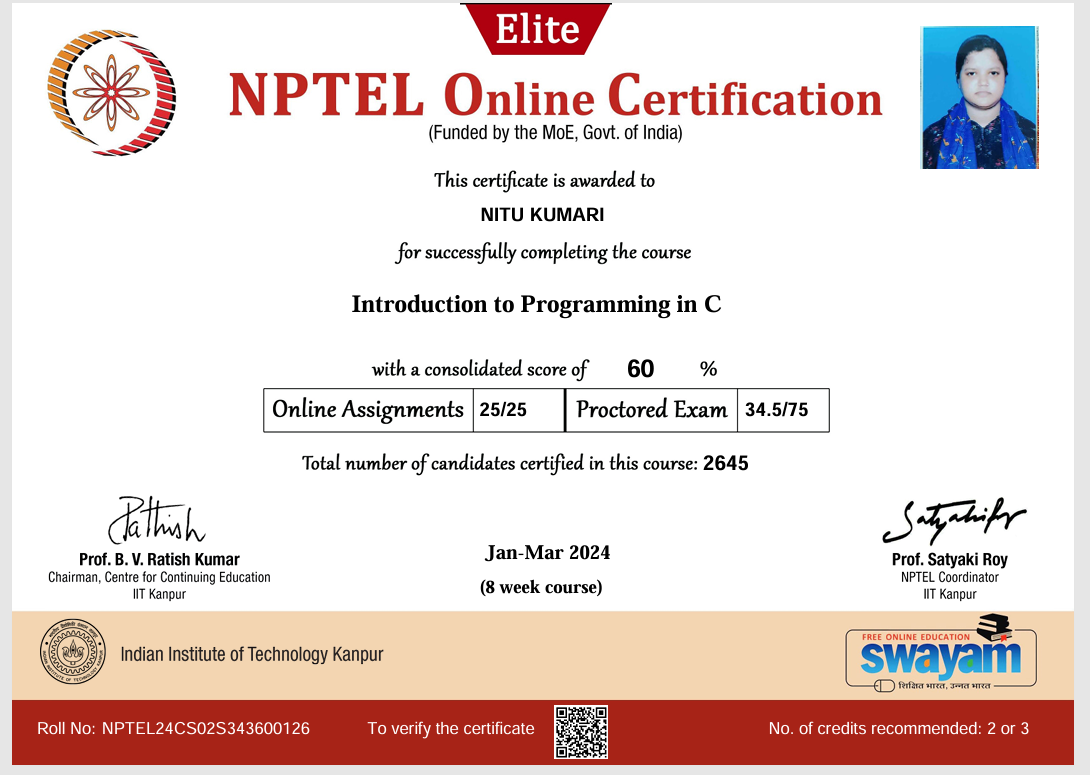 Elite
NPTEL Online Certification
(Funded by the MoE, Govt. of India)
This certificate is awarded to
NITU KUMARI
for successfully completing the course
Introduction to Programming in C
with a consolidated score of 60 %
Online Assignments 25/25 Proctored Exam 34.5/75
Total number of candidates certified in this course: 2645
Prof. B. V. Ratish Kumar
Chairman, Centre for Continuing Education
IIT Kanpur
Jan-Mar 2024
(8 week course)
Prof. Satyaki Roy
NPTEL Coordinator
IIT Kanpur
Indian Institute of Technology Kanpur
FREE ONLINE EDUCATION
swayam
शिक्षित भारत, उन्नत भारत
Roll No: NPTEL24CS02S343600126
To verify the certificate
No. of credits recommended: 2 or 3